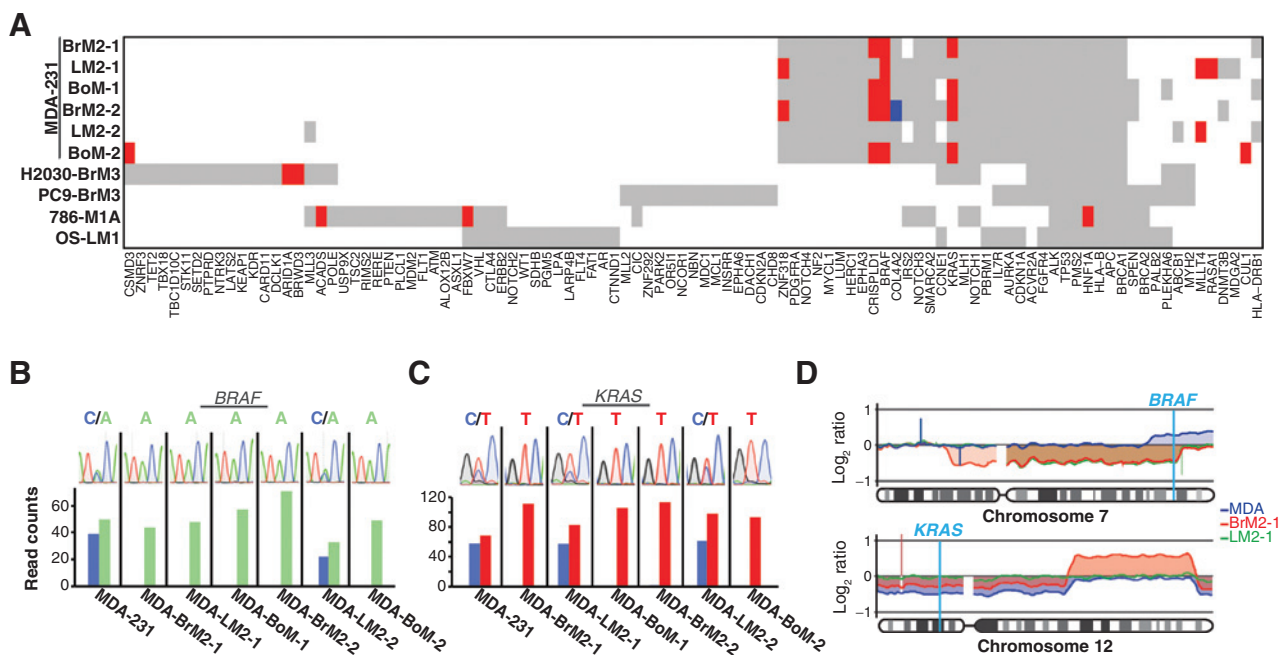 A
MDA-231
BrM2-1
LM2-1
BoM-1
BrM2-2
LM2-2
BoM-2
H2030-BrM3
PC9-BrM3
786-M1A
OS-LM1
CSMD3
ZNRF3
TET2
TBX18
TBC1D10C
STK11
SETD2
PTPRD
NTRK3
LATS2
KEAP1
KDR
CARD11
DCLK1
ARID1A
BRWD3
MLL3
ACADS
POLE
USP9X
TSC2
RIMS2
RERE
PTEN
PLCL1
MDM2
FLT1
ATM
ALOX12B
ASXL1
FBXW7
VHL
CTLA4
ERBB2
NOTCH2
WT1
SDHB
PGM5
LPA
LARP4B
FLT4
FAT1
AR
CTNND1
MLL2
CIC
ZNF292
PARK2
OR5I1
NCOR1
NBN
MDC1
MCL1
INSRR
EPHA6
DACH1
CDKN2A
CHD8
ZNF318
PDGFRA
NOTCH4
NF2
MYCN
ILDR1
HERC1
EPHA3
CRISPLD1
BRAF
COL4A3
IRS2
NOTCH3
SMARCA2
CCNE1
KRAS
MLH1
NOTCH1
PBRM1
IL7R
AURKA
CDKN1A
ACVR2A
FGFR4
ALK
TP53
PMS2
HNF1A
HLA−B
APC
MGA
BRCA1
SPEN
BRCA2
PALB2
PLEKHA6
ABCB11
MYH2
MLLT4
RASA1
DNMT3B
MDA2
CUL1
HLA−DRB1
B
BRAF
C/A A A A A C/A A
Read counts
60
40
20
0
MDA-231
MDA-BrM2-1
MDA-LM2-1
MDA-BoM-1
MDA-BrM2-2
MDA-LM2-2
MDA-BoM-2
C
KRAS
C/T T C/T T T C/T T
120
80
40
0
MDA-231
MDA-BrM2-1
MDA-LM2-1
MDA-BoM-1
MDA-BrM2-2
MDA-LM2-2
MDA-BoM-2
D
BRAF
Log2 ratio
1
0
−1
Chromosome 7
KRAS
Log2 ratio
1
0
−1
Chromosome 12
MDA
BrM2-1
LM2-1